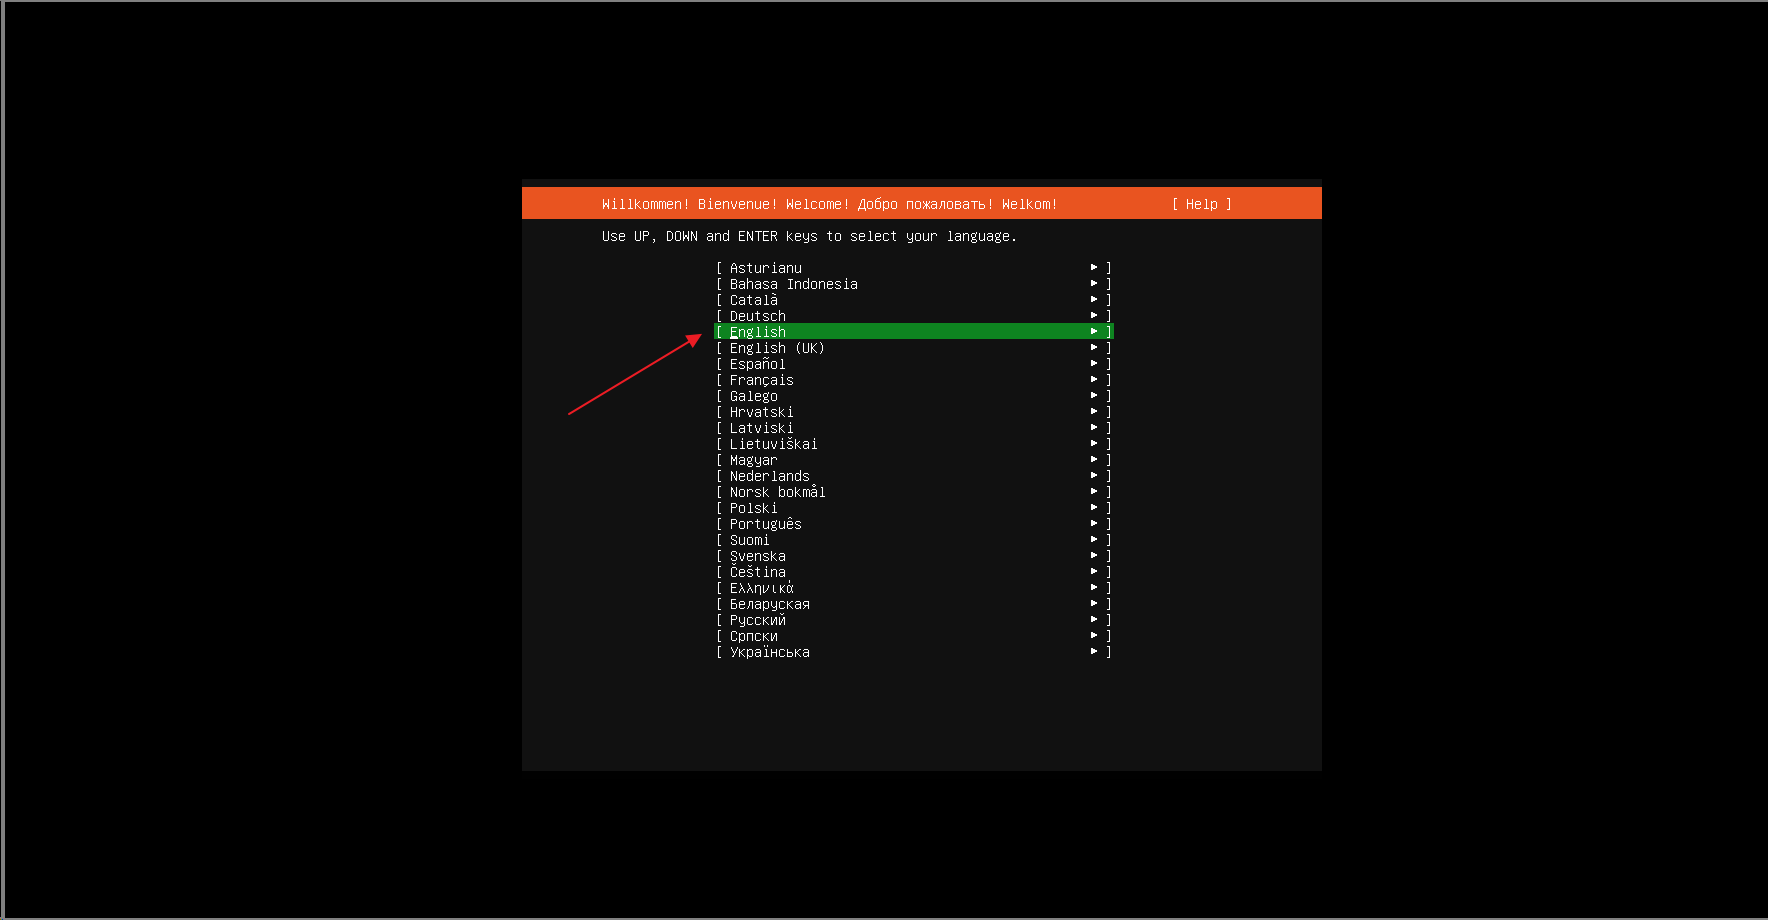 Willkommen! Bienvenue! Welcome! Добро пожаловать! Welkom! [ Help ]
Use UP, DOWN and ENTER keys to select your language.
[ Asturianu ► ]
[ Bahasa Indonesia ► ]
[ Català ► ]
[ Deutsch ► ]
[ English ► ]
[ English (UK) ► ]
[ Español ► ]
[ Français ► ]
[ Galego ► ]
[ Hrvatski ► ]
[ Latviski ► ]
[ Lietuviškai ► ]
[ Magyar ► ]
[ Nederlands ► ]
[ Norsk bokmål ► ]
[ Polski ► ]
[ Português ► ]
[ Suomi ► ]
[ Svenska ► ]
[ Čeština ► ]
[ Ελληνικά ► ]
[ Беларуская ► ]
[ Русский ► ]
[ Српски ► ]
[ Українська ► ]